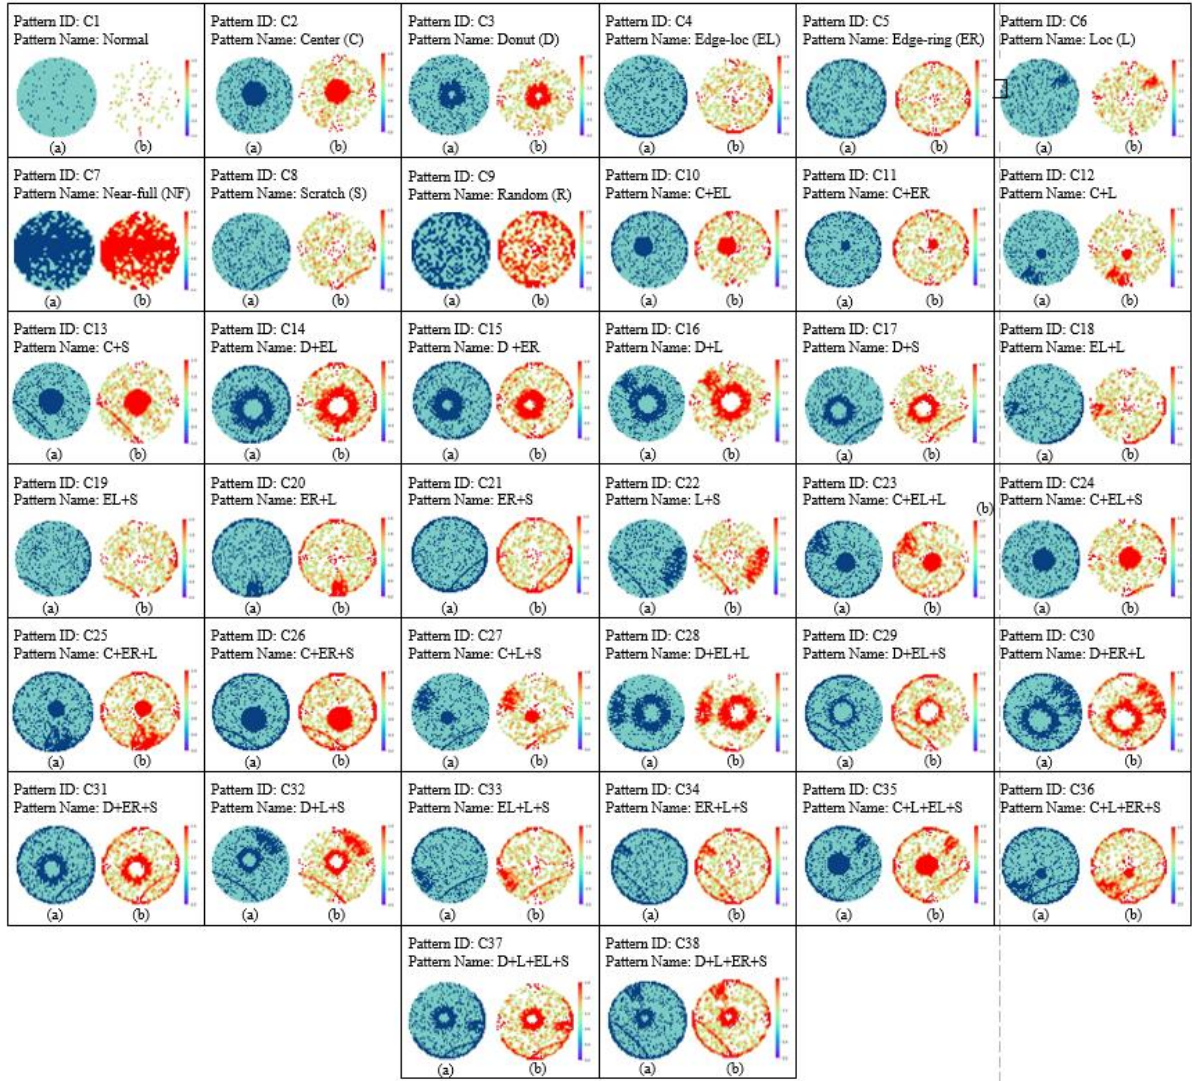 Pattern ID: C1
Pattern Name: Normal
(a) (b)
Pattern ID: C2
Pattern Name: Center (C)
(a) (b)
Pattern ID: C3
Pattern Name: Donut (D)
(a) (b)
Pattern ID: C4
Pattern Name: Edge-loc (EL)
(a) (b)
Pattern ID: C5
Pattern Name: Edge-ring (ER)
(a) (b)
Pattern ID: C6
Pattern Name: Loc (L)
(a) (b)
Pattern ID: C7
Pattern Name: Near-full (NF)
(a) (b)
Pattern ID: C8
Pattern Name: Scratch (S)
(a) (b)
Pattern ID: C9
Pattern Name: Random (R)
(a) (b)
Pattern ID: C10
Pattern Name: C+EL
(a) (b)
Pattern ID: C11
Pattern Name: C+ER
(a) (b)
Pattern ID: C12
Pattern Name: C+L
(a) (b)
Pattern ID: C13
Pattern Name: C+S
(a) (b)
Pattern ID: C14
Pattern Name: D+EL
(a) (b)
Pattern ID: C15
Pattern Name: D +ER
(a) (b)
Pattern ID: C16
Pattern Name: D+L
(a) (b)
Pattern ID: C17
Pattern Name: D+S
(a) (b)
Pattern ID: C18
Pattern Name: EL+L
(a) (b)
Pattern ID: C19
Pattern Name: EL+S
(a) (b)
Pattern ID: C20
Pattern Name: ER+L
(a) (b)
Pattern ID: C21
Pattern Name: ER+S
(a) (b)
Pattern ID: C22
Pattern Name: L+S
(a) (b)
Pattern ID: C23
Pattern Name: C+EL+L
(b)
(a) (b)
Pattern ID: C24
Pattern Name: C+EL+S
(a) (b)
Pattern ID: C25
Pattern Name: C+ER+L
(a) (b)
Pattern ID: C26
Pattern Name: C+ER+S
(a) (b)
Pattern ID: C27
Pattern Name: C+L+S
(a) (b)
Pattern ID: C28
Pattern Name: D+EL+L
(a) (b)
Pattern ID: C29
Pattern Name: D+EL+S
(a) (b)
Pattern ID: C30
Pattern Name: D+ER+L
(a) (b)
Pattern ID: C31
Pattern Name: D+ER+S
(a) (b)
Pattern ID: C32
Pattern Name: D+L+S
(a) (b)
Pattern ID: C33
Pattern Name: EL+L+S
(a) (b)
Pattern ID: C34
Pattern Name: ER+L+S
(a) (b)
Pattern ID: C35
Pattern Name: C+L+EL+S
(a) (b)
Pattern ID: C36
Pattern Name: C+L+ER+S
(a) (b)
Pattern ID: C37
Pattern Name: D+L+EL+S
(a) (b)
Pattern ID: C38
Pattern Name: D+L+ER+S
(a) (b)